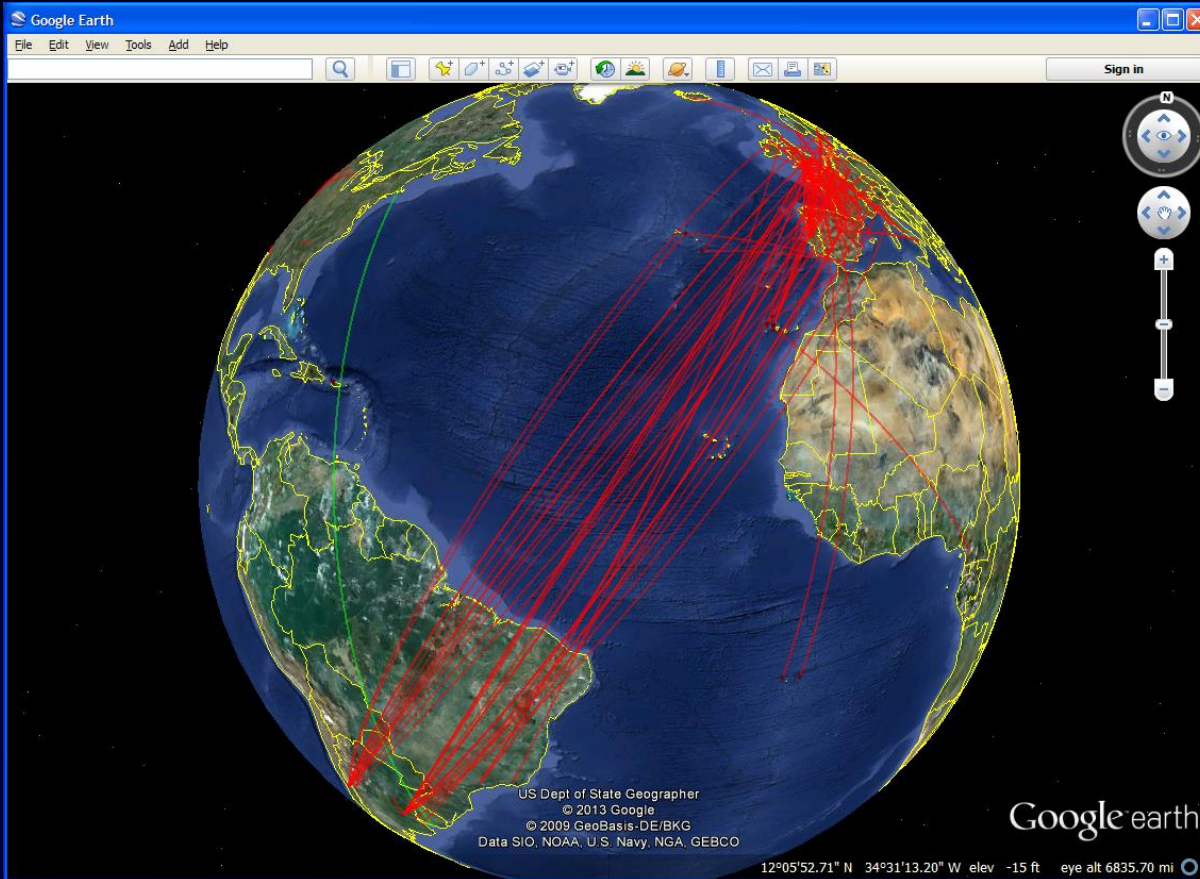 Google Earth
File Edit View Tools Add Help
Sign in
N
US Dept of State Geographer
© 2013 Google
© 2009 GeoBasis-DE/BKG
Data SIO, NOAA, U.S. Navy, NGA, GEBCO
Google earth
12°05'52.71" N 34°31'13.20" W elev -15 ft eye alt 6835.70 mi